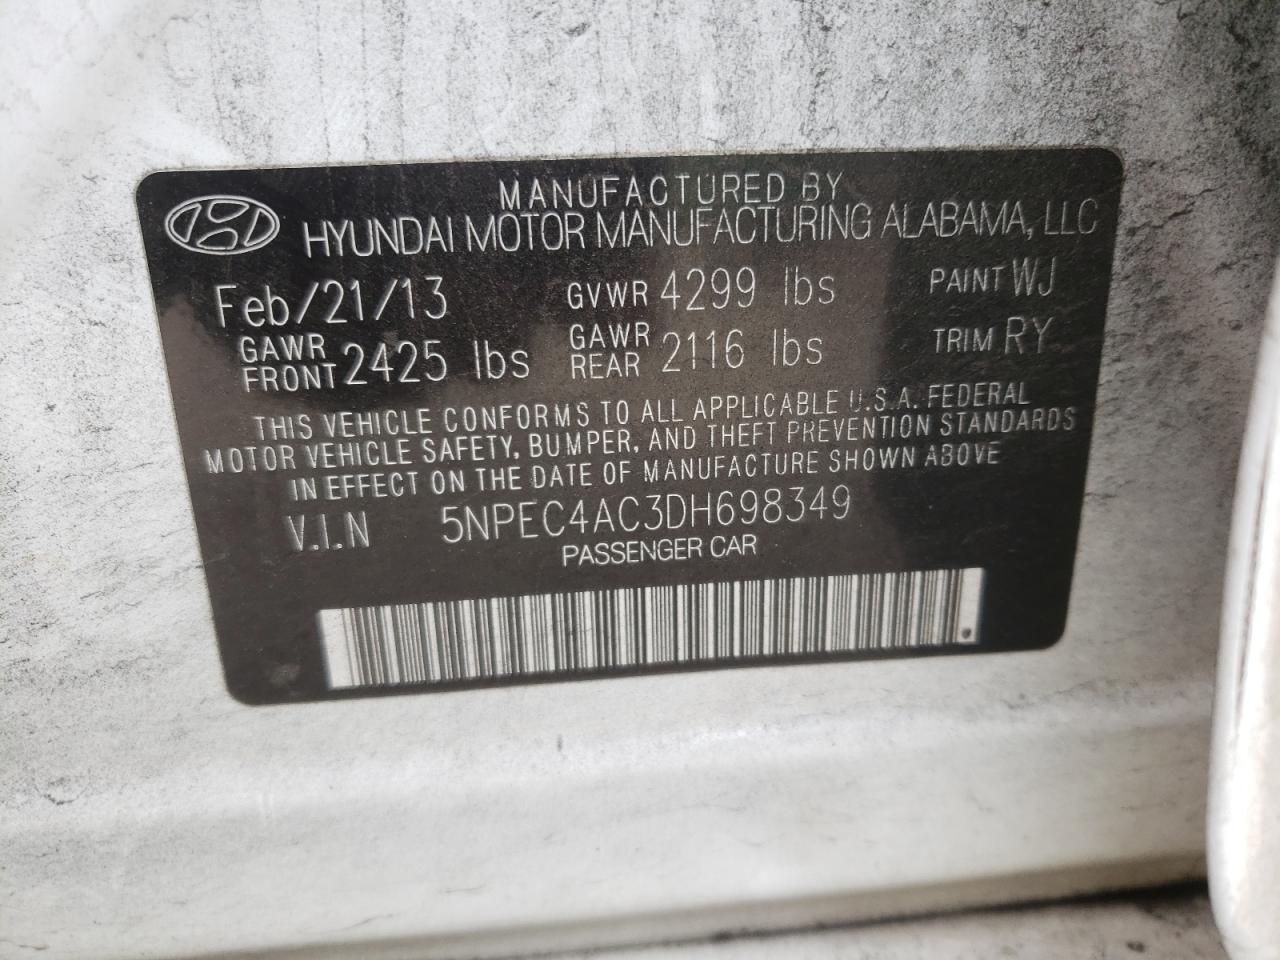 MANUFACTURED BY
HYUNDAI MOTOR MANUFACTURING ALABAMA, LLC
Feb/21/13 GVWR 4299 lbs PAINT WJ
GAWR FRONT 2425 lbs GAWR REAR 2116 lbs TRIM RY
THIS VEHICLE CONFORMS TO ALL APPLICABLE U.S.A. FEDERAL
MOTOR VEHICLE SAFETY, BUMPER, AND THEFT PREVENTION STANDARDS
IN EFFECT ON THE DATE OF MANUFACTURE SHOWN ABOVE
V.I.N 5NPEC4AC3DH698349
PASSENGER CAR